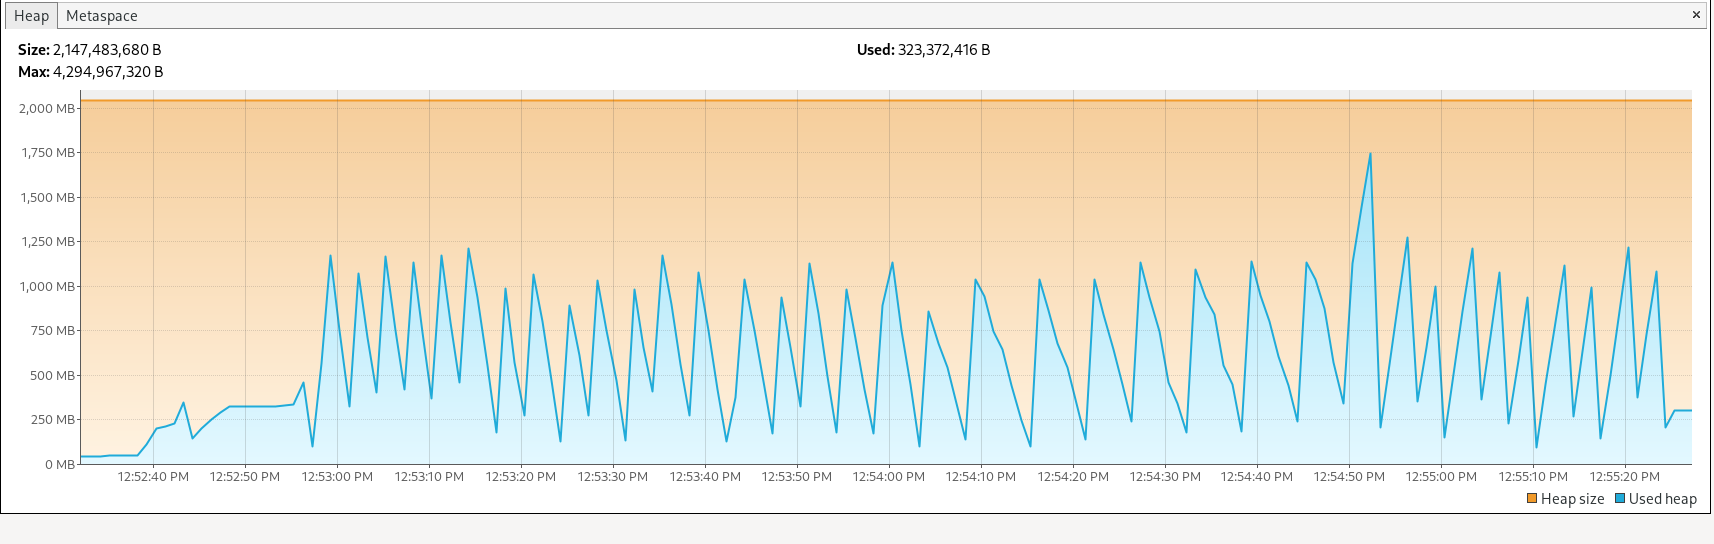 Heap Metaspace ×
Size: 2,147,483,680 B Used: 323,372,416 B
Max: 4,294,967,320 B
2,000 MB
1,750 MB
1,500 MB
1,250 MB
1,000 MB
750 MB
500 MB
250 MB
0 MB
12:52:40 PM 12:52:50 PM 12:53:00 PM 12:53:10 PM 12:53:20 PM 12:53:30 PM 12:53:40 PM 12:53:50 PM 12:54:00 PM 12:54:10 PM 12:54:20 PM 12:54:30 PM 12:54:40 PM 12:54:50 PM 12:55:00 PM 12:55:10 PM 12:55:20 PM
Heap size Used heap